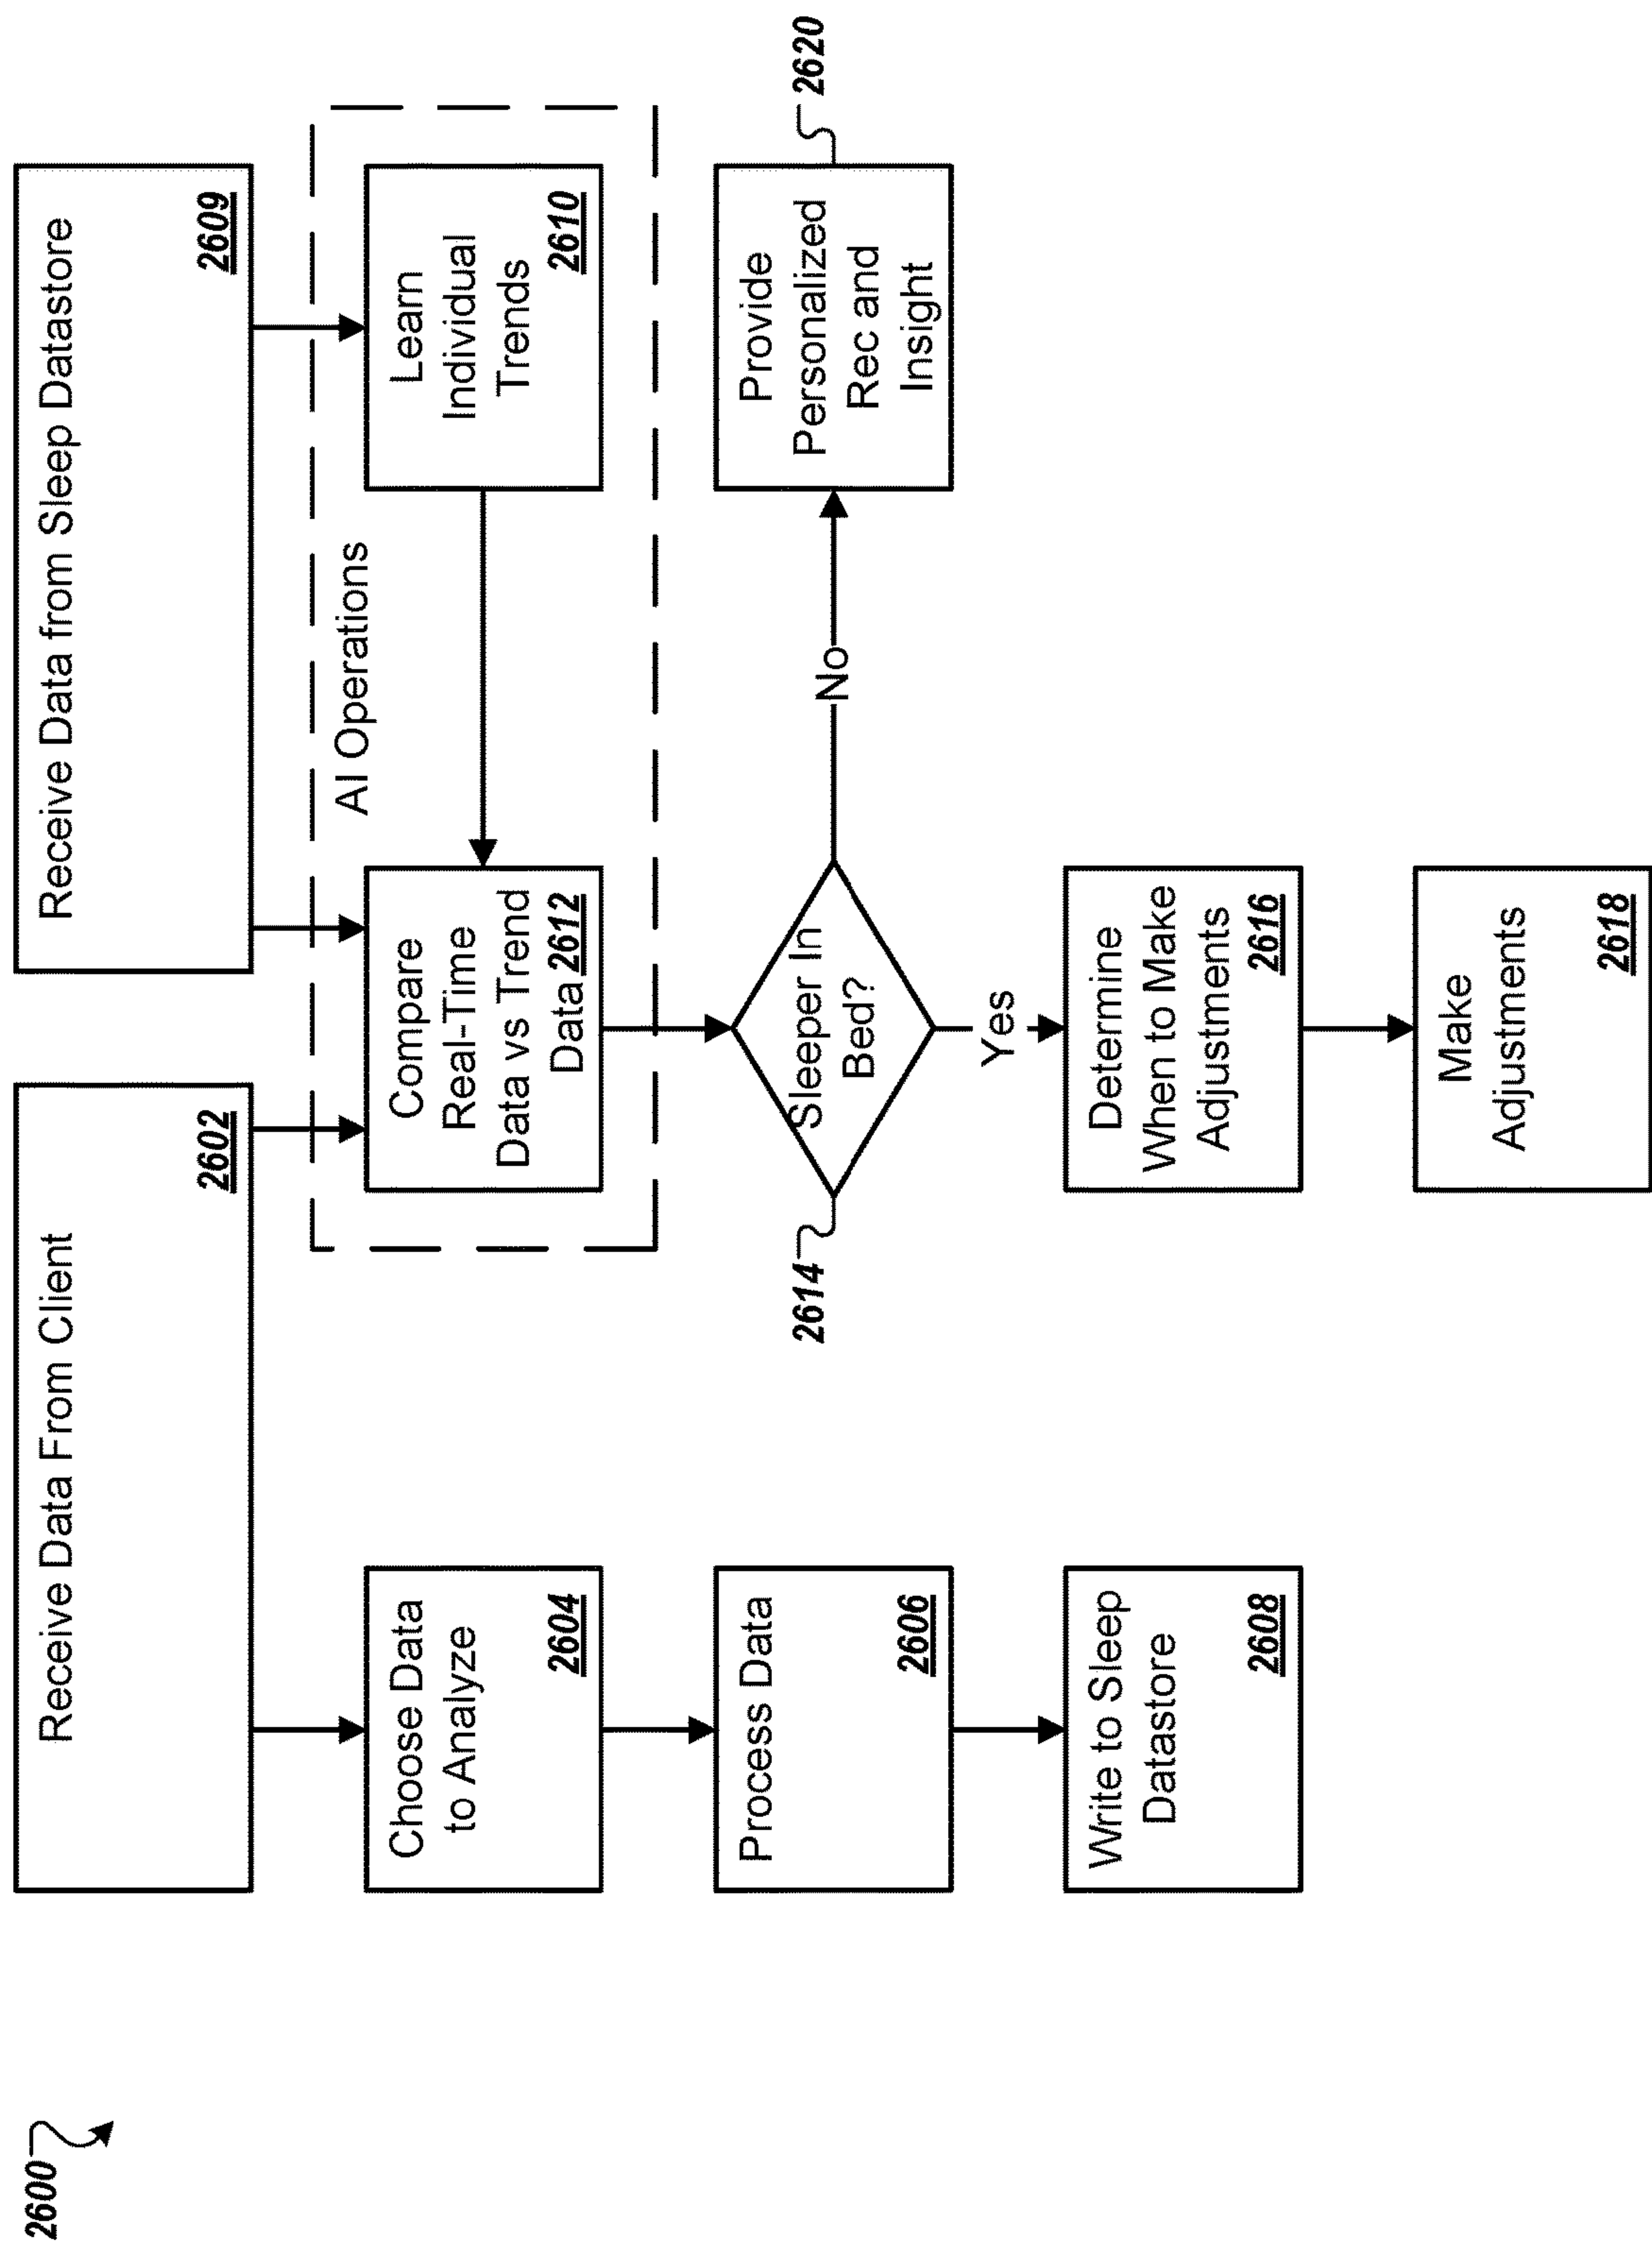 2600
Receive Data From Client
2602
Receive Data from Sleep Datastore
2609
AI Operations
Choose Data
to Analyze
2604
Compare
Real-Time
Data vs Trend
Data 2612
Learn
Individual
Trends
2610
Process Data
2606
2614
Sleeper In
Bed?
No
Provide
Personalized
Rec and
Insight
2620
Yes
Write to Sleep
Datastore
2608
Determine
When to Make
Adjustments
2616
Make
Adjustments
2618